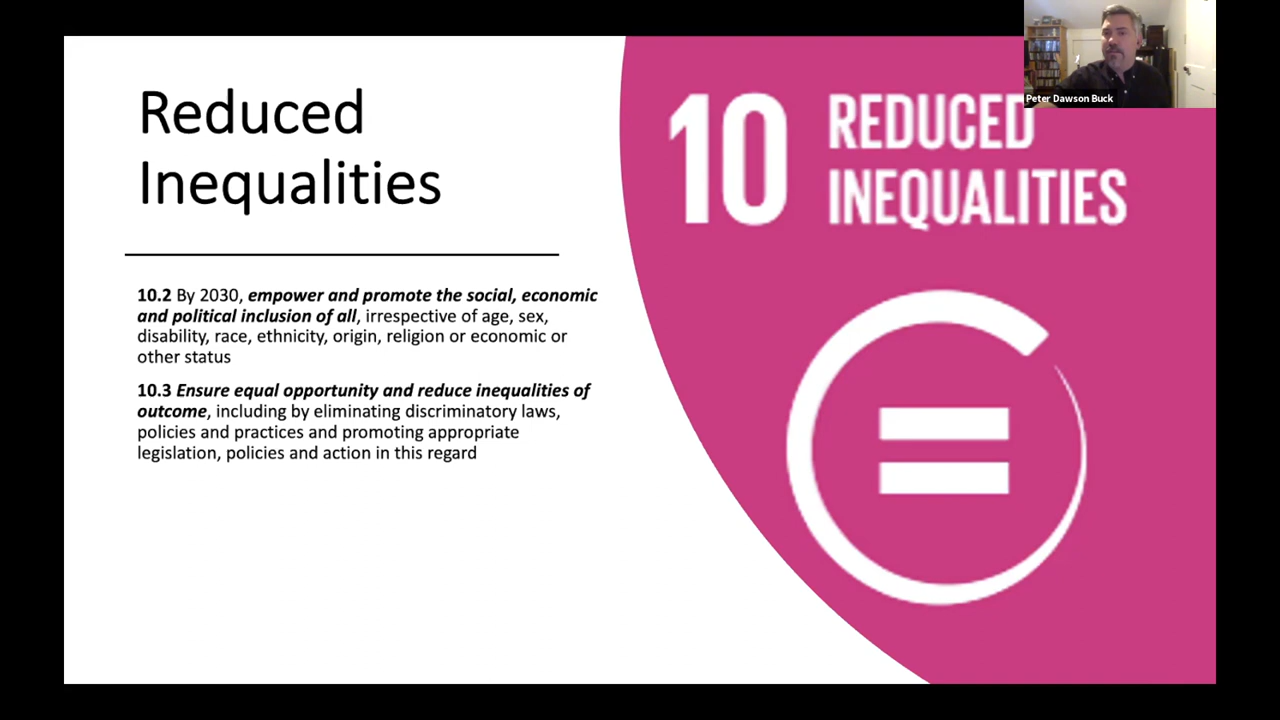 Reduced
Inequalities
10.2 By 2030, empower and promote the social, economic
and political inclusion of all, irrespective of age, sex,
disability, race, ethnicity, origin, religion or economic or
other status
10.3 Ensure equal opportunity and reduce inequalities of
outcome, including by eliminating discriminatory laws,
policies and practices and promoting appropriate
legislation, policies and action in this regard
10 REDUCED
INEQUALITIES
Peter Dawson Buck